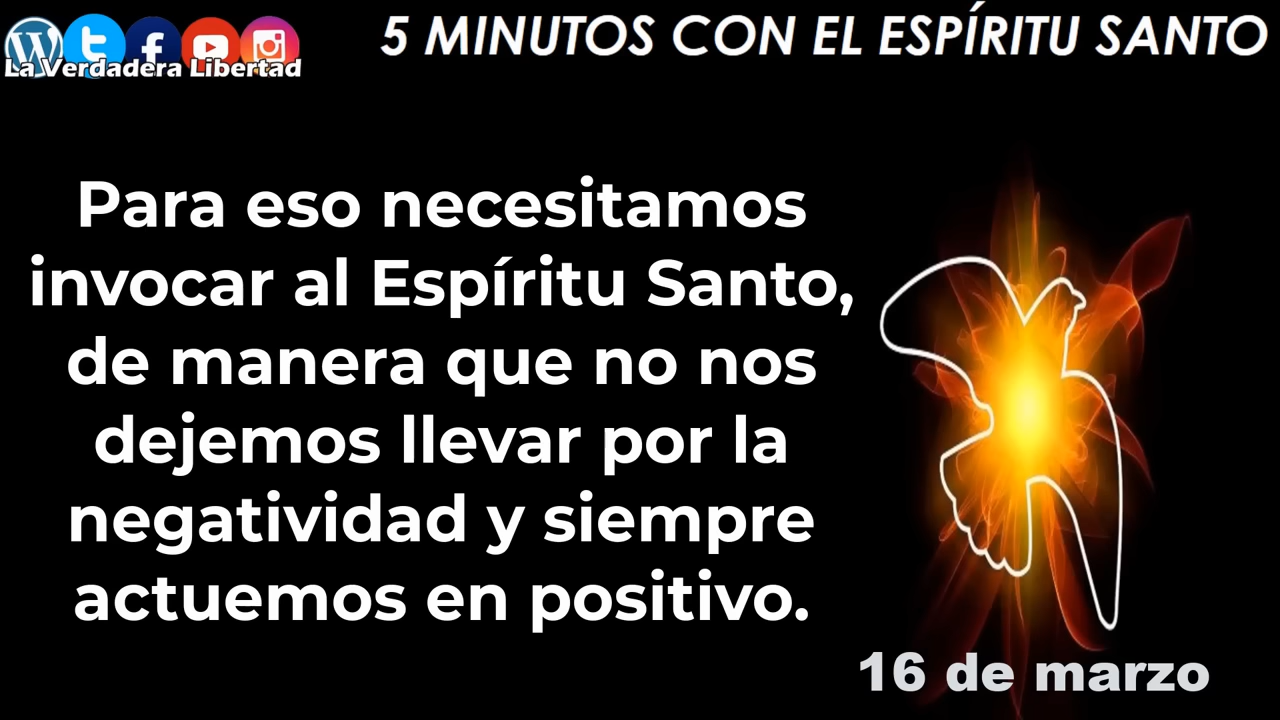 5 MINUTOS CON EL ESPÍRITU SANTO
La Verdadera Libertad
Para eso necesitamos
invocar al Espíritu Santo,
de manera que no nos
dejemos llevar por la
negatividad y siempre
actuemos en positivo.
16 de marzo